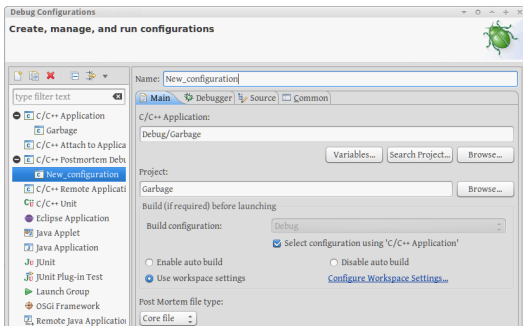 Debug Configurations
Create, manage, and run configurations
Name: New_configuration
type filter text
C/C++ Application
Garbage
C/C++ Attach to Applica
C/C++ Postmortem Debu
New_configuration
C/C++ Remote Applicati
C/C++ Unit
Eclipse Application
Java Applet
Java Application
JUnit
JUnit Plug-in Test
Launch Group
OSGi Framework
Remote Java Application
Main Debugger Source Common
C/C++ Application:
Debug/Garbage
Variables... Search Project... Browse...
Project:
Garbage Browse...
Build (if required) before launching
Build configuration: Debug
Select configuration using 'C/C++ Application'
Enable auto build Disable auto build
Use workspace settings Configure Workspace Settings...
Post Mortem file type:
Core file